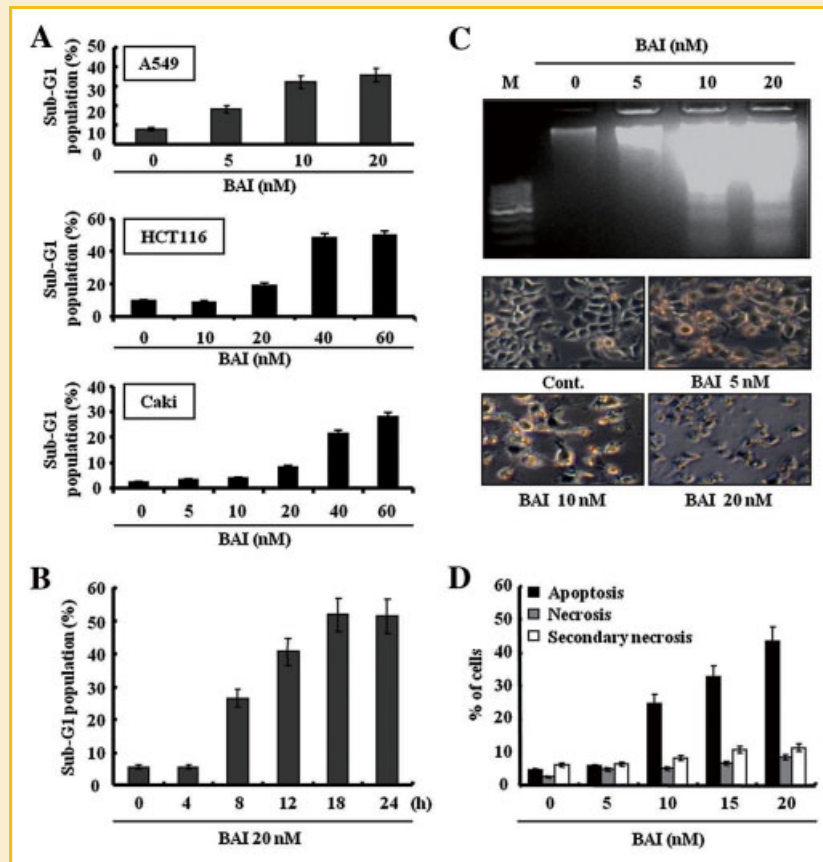 A
Sub-G1
population (%)
50
40
30
20
10
0
A549
0 5 10 20
BAI (nM)
Sub-G1
population (%)
60
40
20
0
HCT116
0 10 20 40 60
BAI (nM)
Sub-G1
population (%)
40
30
20
10
0
Caki
0 5 10 20 40 60
BAI (nM)
B
Sub-G1 population (%)
60
50
40
30
20
10
0
0 4 8 12 18 24 (h)
BAI 20 nM
C
BAI (nM)
M 0 5 10 20
Cont.
BAI 5 nM
BAI 10 nM
BAI 20 nM
D
% of cells
60
50
40
30
20
10
0
Apoptosis
Necrosis
Secondary necrosis
0 5 10 15 20
BAI (nM)